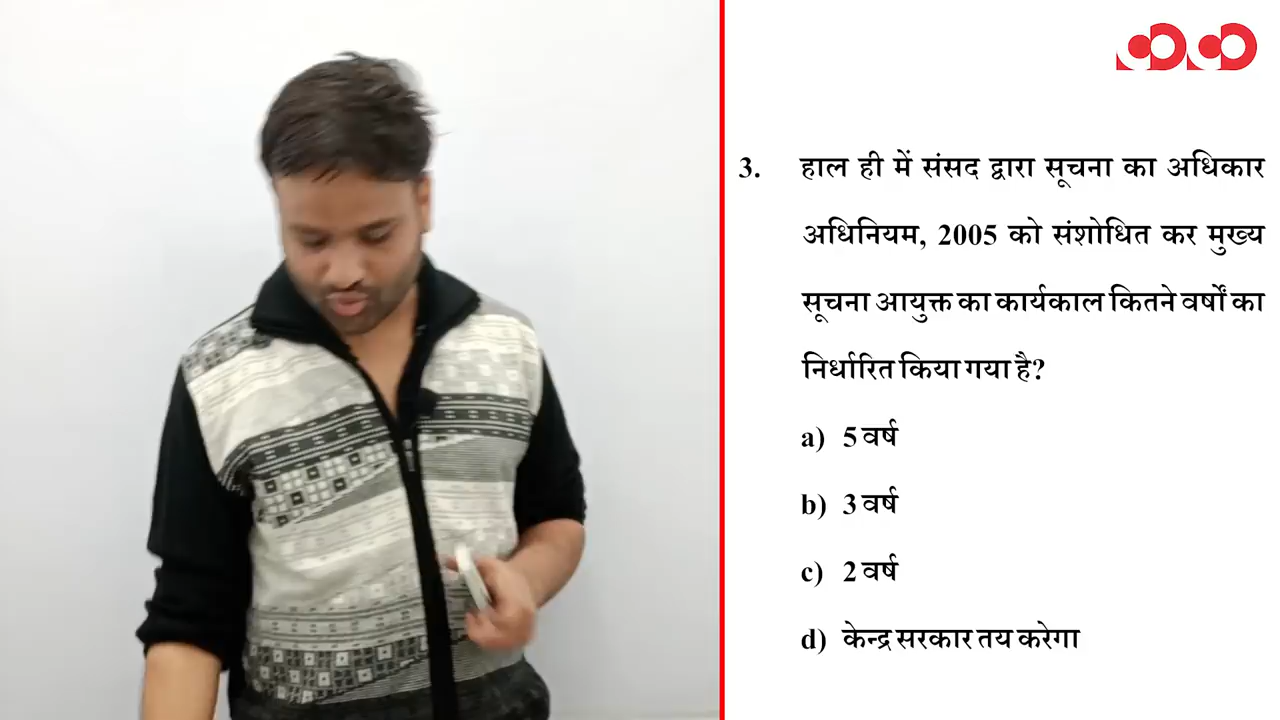 3. हाल ही में संसद द्वारा सूचना का अधिकार
अधिनियम, 2005 को संशोधित कर मुख्य
सूचना आयुक्त का कार्यकाल कितने वर्षों का
निर्धारित किया गया है?
a) 5 वर्ष
b) 3 वर्ष
c) 2 वर्ष
d) केन्द्र सरकार तय करेगा